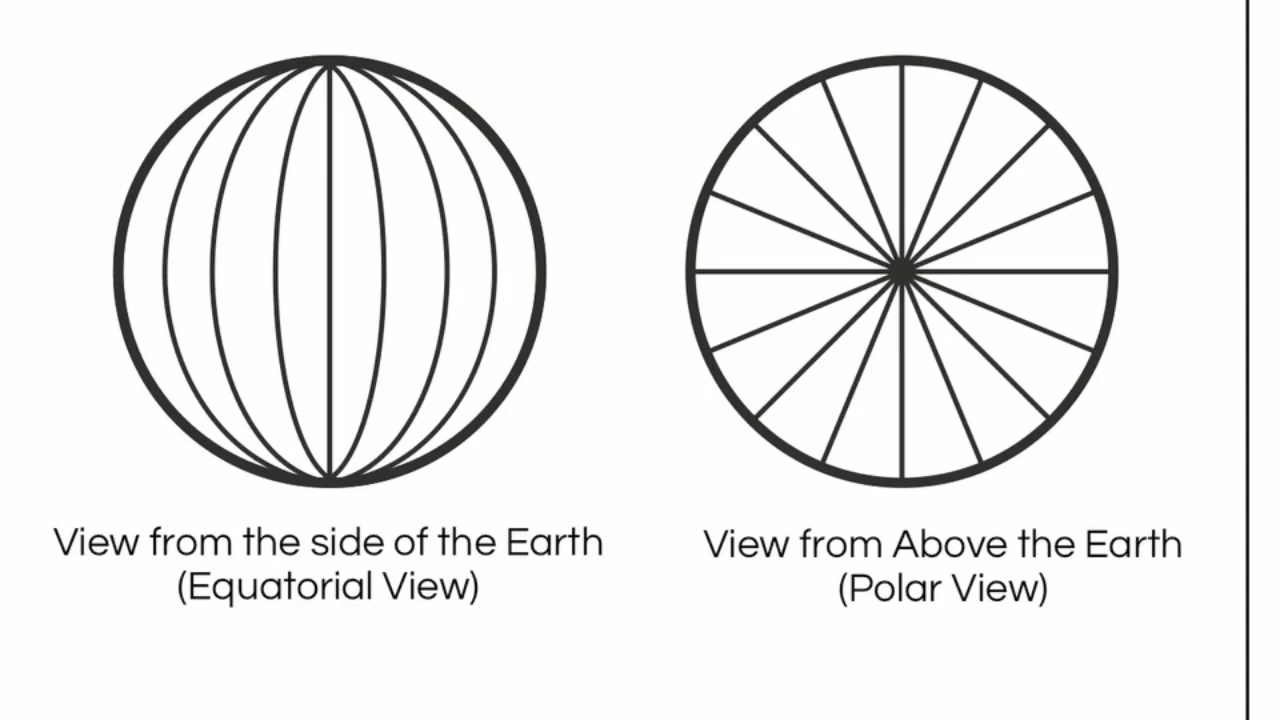 View from the side of the Earth
(Equatorial View)
View from Above the Earth
(Polar View)